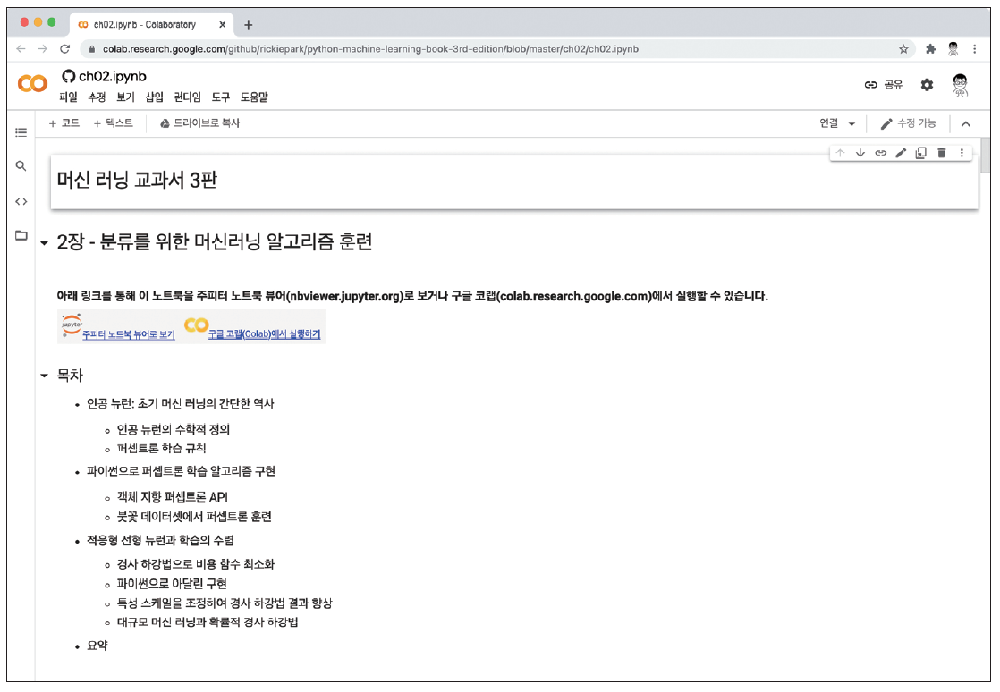 ch02.ipynb - Colaboratory
colab.research.google.com/github/rickiepark/python-machine-learning-book-3rd-edition/blob/master/ch02/ch02.ipynb
ch02.ipynb
파일 수정 보기 삽입 런타임 도구 도움말
공유
+ 코드 + 텍스트 드라이브로 복사
연결 수정 가능
머신 러닝 교과서 3판
2장 - 분류를 위한 머신러닝 알고리즘 훈련
아래 링크를 통해 이 노트북을 주피터 노트북 뷰어(nbviewer.jupyter.org)로 보거나 구글 코랩(colab.research.google.com)에서 실행할 수 있습니다.
jupyter 주피터 노트북 뷰어로 보기 구글 코랩(Colab)에서 실행하기
목차
• 인공 뉴런: 초기 머신 러닝의 간단한 역사
◦ 인공 뉴런의 수학적 정의
◦ 퍼셉트론 학습 규칙
• 파이썬으로 퍼셉트론 학습 알고리즘 구현
◦ 객체 지향 퍼셉트론 API
◦ 붓꽃 데이터셋에서 퍼셉트론 훈련
• 적응형 선형 뉴런과 학습의 수렴
◦ 경사 하강법으로 비용 함수 최소화
◦ 파이썬으로 아달린 구현
◦ 특성 스케일을 조정하여 경사 하강법 결과 향상
◦ 대규모 머신 러닝과 확률적 경사 하강법
• 요약